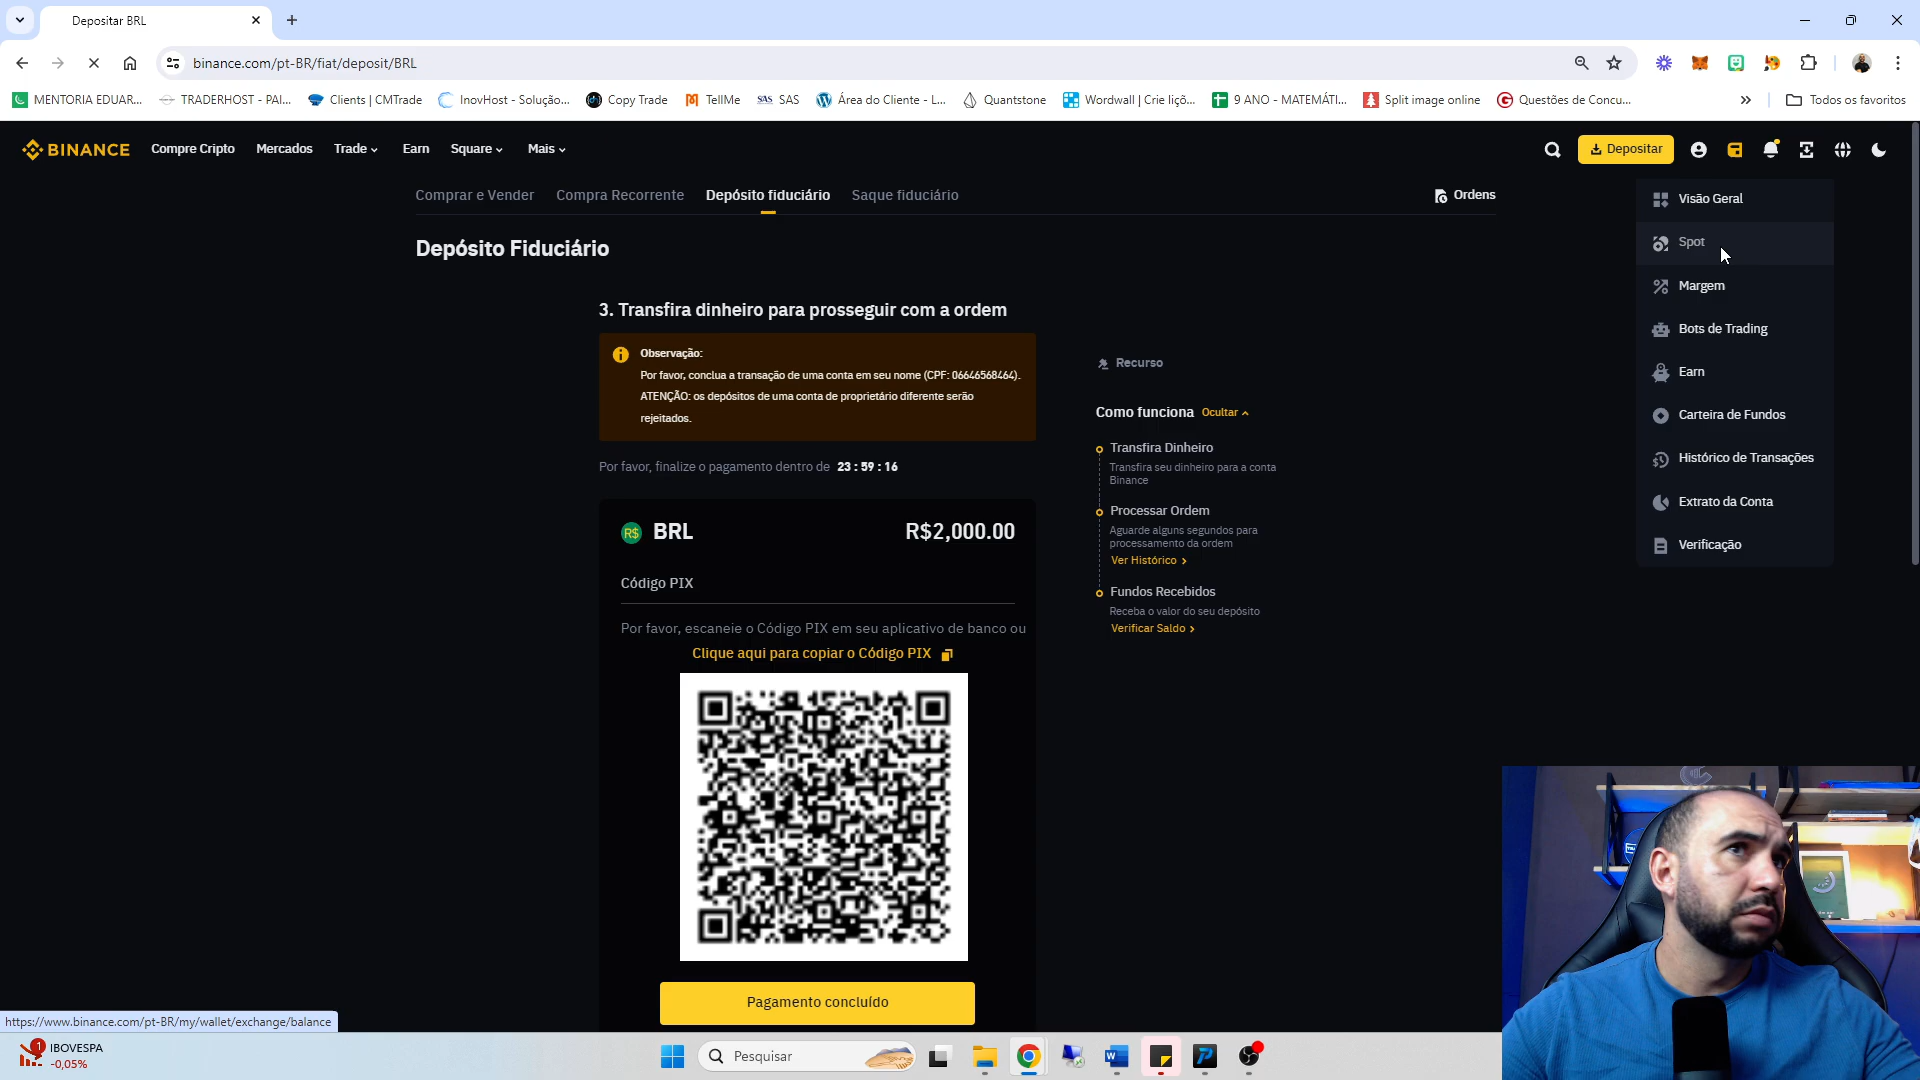 Depositar BRL
binance.com/pt-BR/fiat/deposit/BRL
MENTORIA EDUAR...
TRADERHOST - PAI...
Clients | CMTrade
InovHost - Solução...
Copy Trade
TellMe
SAS SAS
Área do Cliente - L...
Quantstone
Wordwall | Crie liçõ...
9 ANO - MATEMÁTI...
Split image online
Questões de Concu...
Todos os favoritos
BINANCE
Compre Cripto
Mercados
Trade
Earn
Square
Mais
Depositar
Comprar e Vender
Compra Recorrente
Depósito fiduciário
Saque fiduciário
Ordens
Visão Geral
Spot
Margem
Bots de Trading
Earn
Carteira de Fundos
Histórico de Transações
Extrato da Conta
Verificação
Depósito Fiduciário
3. Transfira dinheiro para prosseguir com a ordem
Observação:
Por favor, conclua a transação de uma conta em seu nome (CPF: 06646568464).
ATENÇÃO: os depósitos de uma conta de proprietário diferente serão
rejeitados.
Por favor, finalize o pagamento dentro de 23 : 59 : 16
R$ BRL R$2,000.00
Código PIX
Por favor, escaneie o Código PIX em seu aplicativo de banco ou
Clique aqui para copiar o Código PIX
Pagamento concluído
Recurso
Como funciona Ocultar
Transfira Dinheiro
Transfira seu dinheiro para a conta
Binance
Processar Ordem
Aguarde alguns segundos para
processamento da ordem
Ver Histórico
Fundos Recebidos
Receba o valor do seu depósito
Verificar Saldo
https://www.binance.com/pt-BR/my/wallet/exchange/balance
1
IBOVESPA
-0,05%
Pesquisar